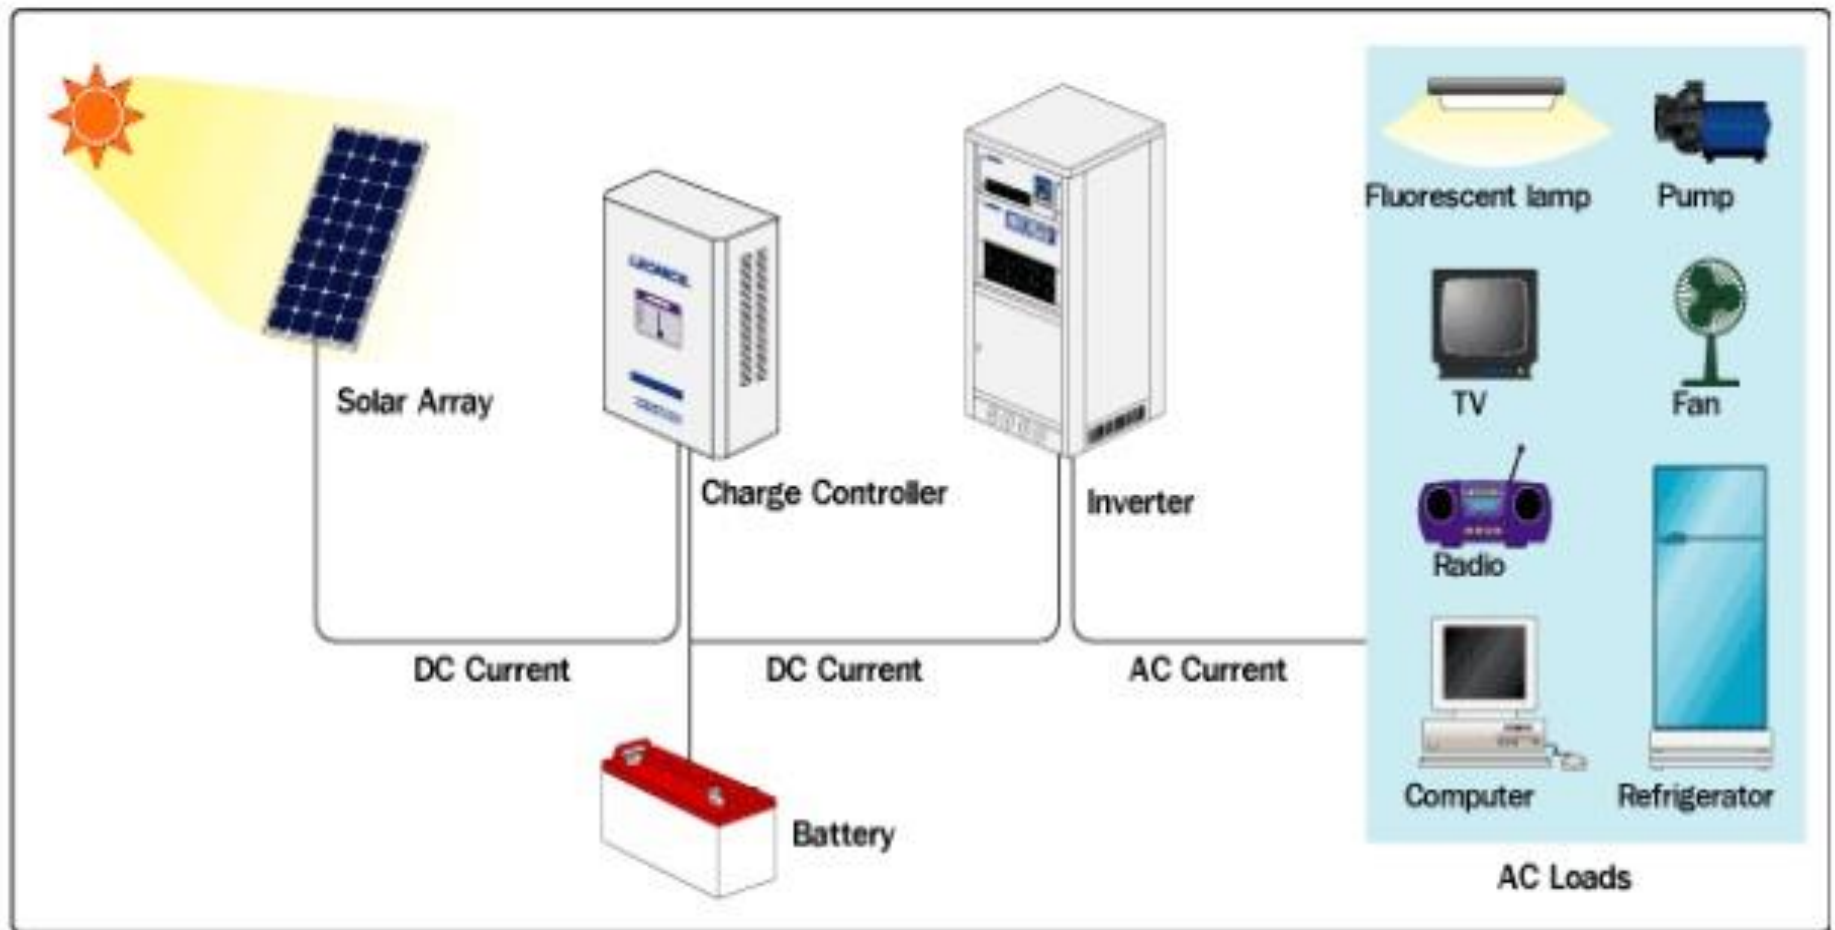 Fluorescent lamp
Pump
Solar Array
TV
Fan
Charge Controller
Inverter
Radio
DC Current
DC Current
AC Current
Computer
Refrigerator
Battery
AC Loads